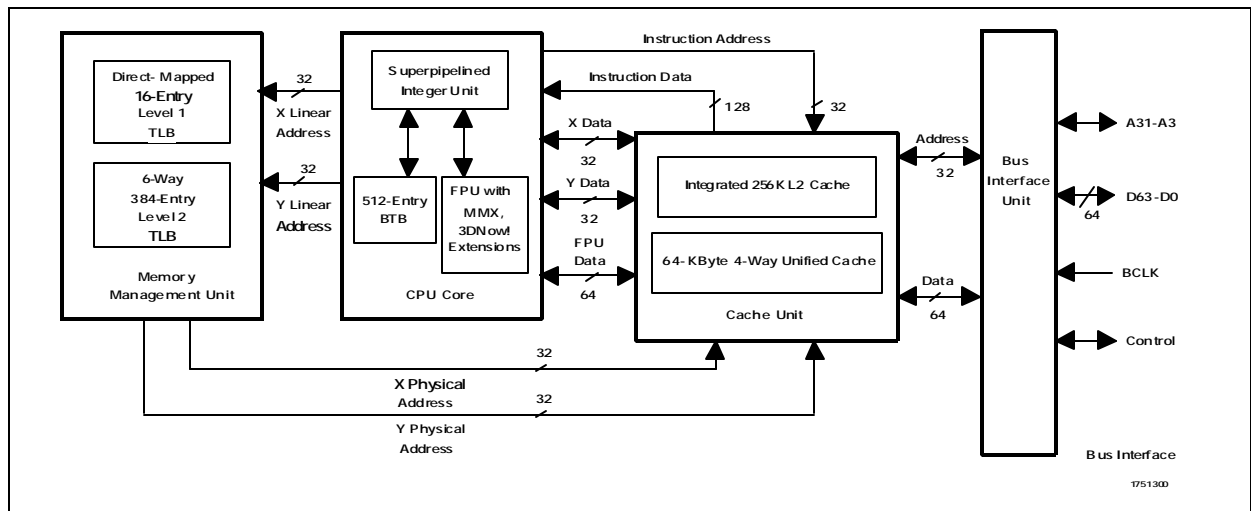 Direct-Mapped
16-Entry
Level 1
TLB
6-Way
384-Entry
Level 2
TLB
Memory
Management Unit
32
X Linear
Address
32
Y Linear
Address
Superpipelined
Integer Unit
512-Entry
BTB
FPU with
MMX,
3DNow!
Extensions
CPU Core
Instruction Address
Instruction Data
128
32
X Data
32
Y Data
32
FPU
Data
64
Integrated 256K L2 Cache
64-KByte 4-Way Unified Cache
Cache Unit
Address
32
Data
64
Bus
Interface
Unit
A31-A3
D63-D0
64
BCLK
Control
32
X Physical
Address
32
Y Physical
Address
Bus Interface
1751300